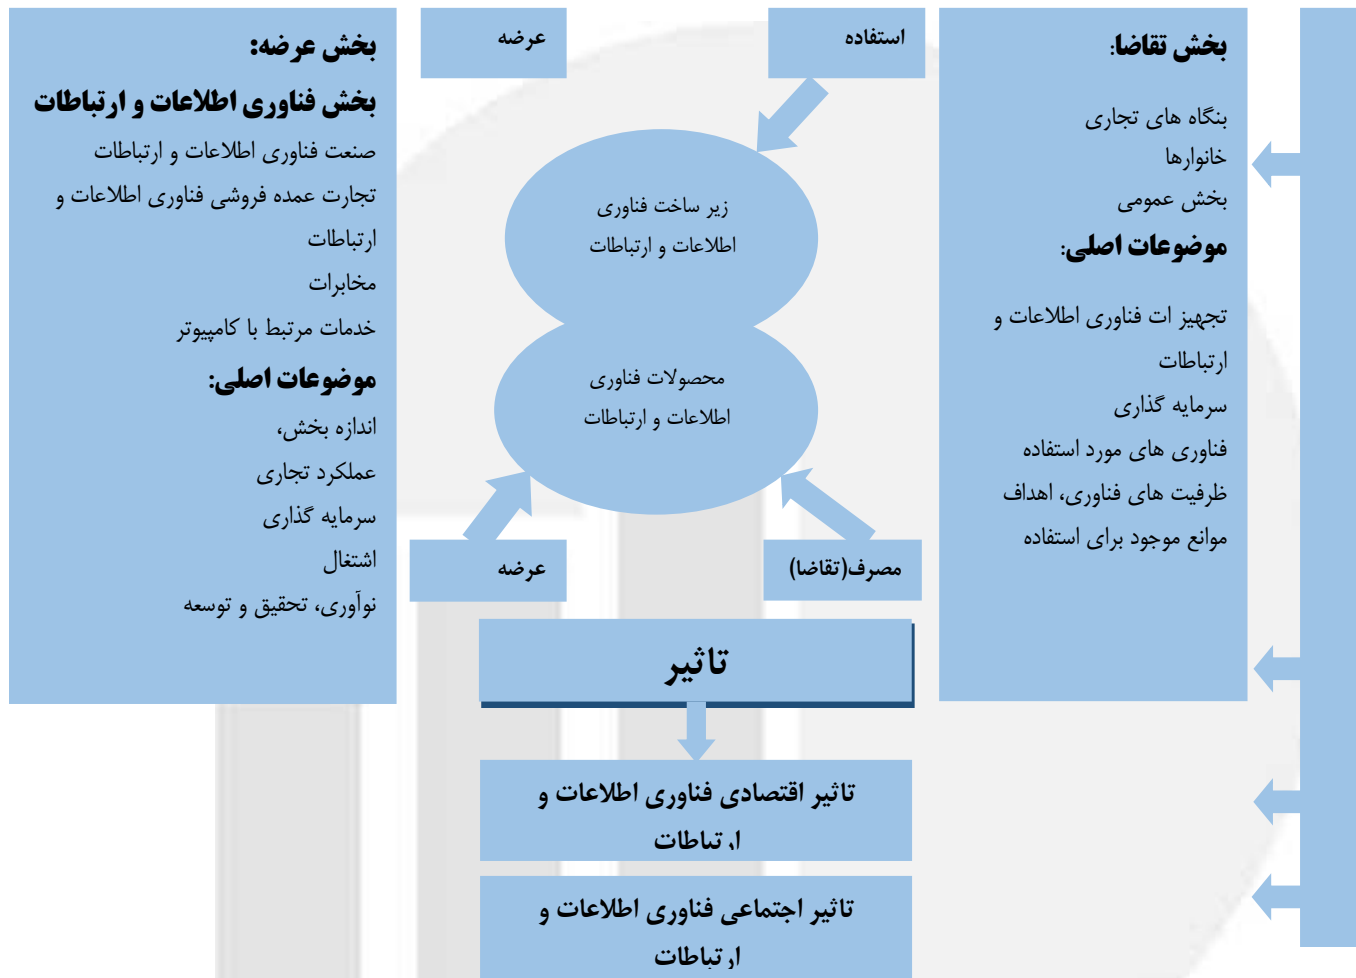 بخش تقاضا:
بنگاه های تجاری
خانوارها
بخش عمومی
موضوعات اصلی:
تجهیز ات فناوری اطلاعات و
ارتباطات
سرمایه گذاری
فناوری های مورد استفاده
ظرفیت های فناوری، اهداف
موانع موجود برای استفاده
استفاده
عرضه
زیر ساخت فناوری
اطلاعات و ارتباطات
محصولات فناوری
اطلاعات و ارتباطات
مصرف(تقاضا)
عرضه
تاثیر
تاثیر اقتصادی فناوری اطلاعات و
ارتباطات
تاثیر اجتماعی فناوری اطلاعات و
ارتباطات
بخش عرضه:
بخش فناوری اطلاعات و ارتباطات
صنعت فناوری اطلاعات و ارتباطات
تجارت عمده فروشی فناوری اطلاعات و
ارتباطات
مخابرات
خدمات مرتبط با کامپیوتر
موضوعات اصلی:
اندازه بخش،
عملکرد تجاری
سرمایه گذاری
اشتغال
نوآوری، تحقیق و توسعه